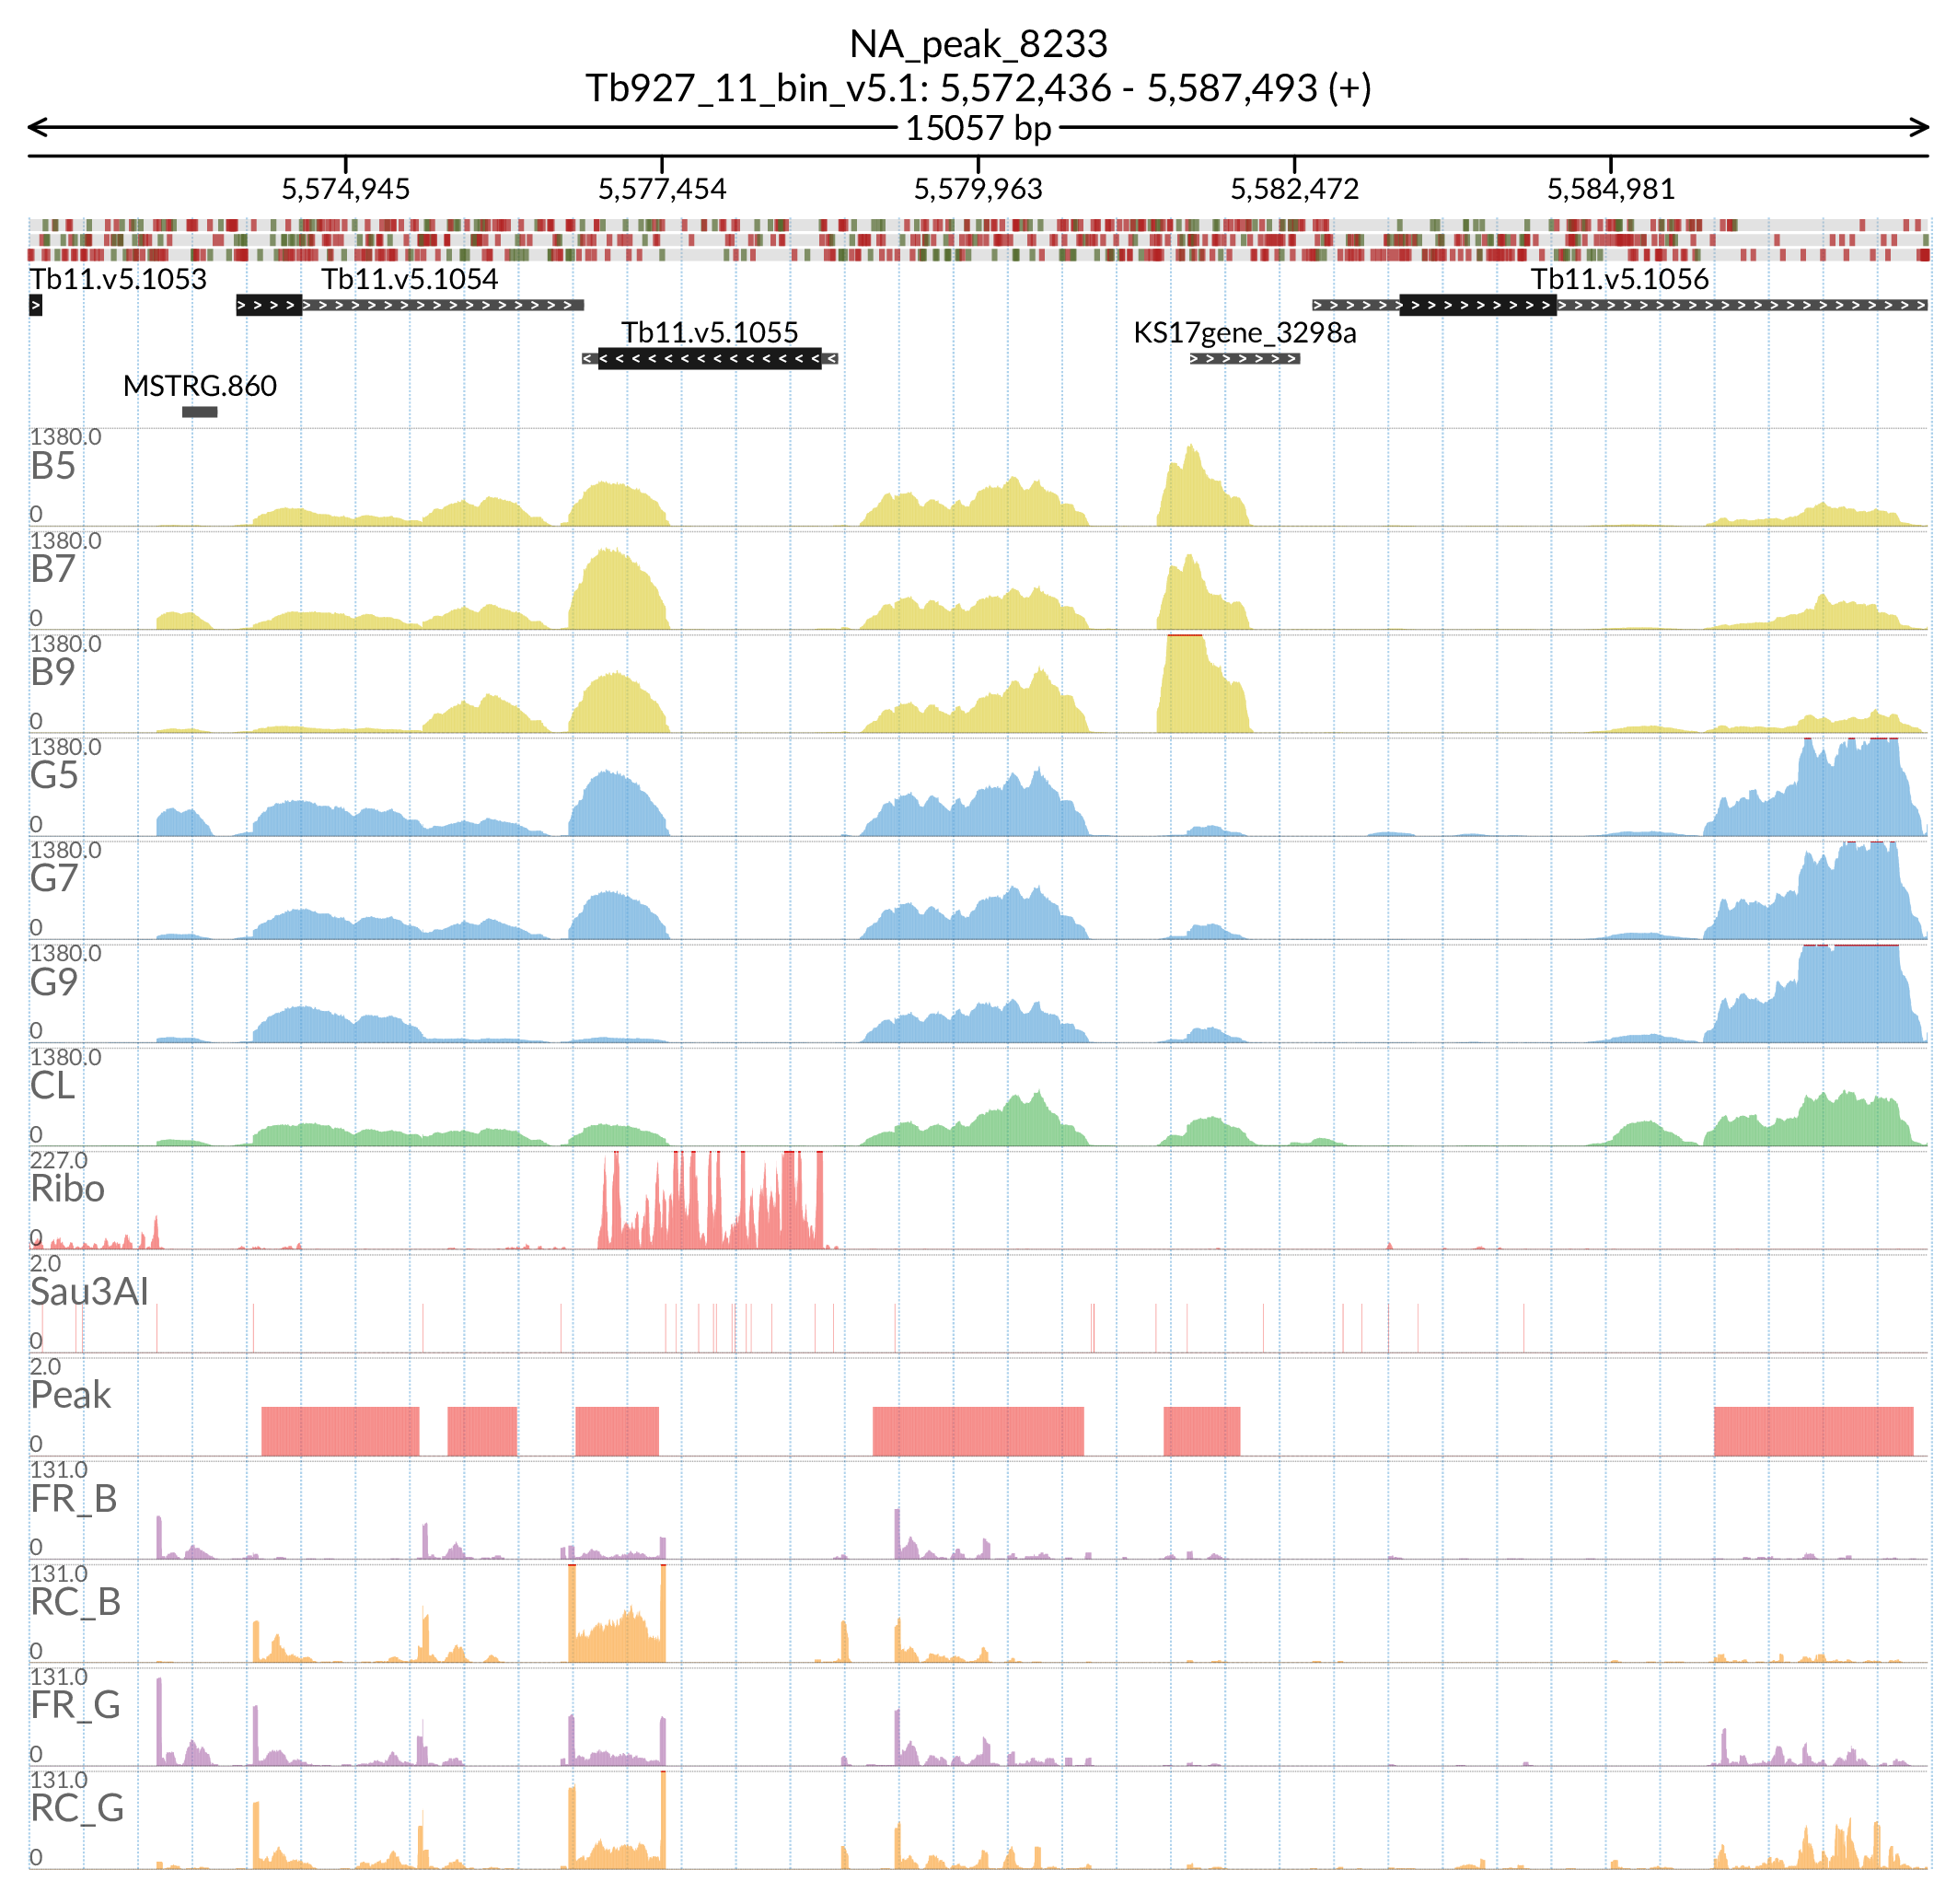 NA_peak_8233
Tb927_11_bin_v5.1: 5,572,436 - 5,587,493 (+)
15057 bp
5,574,945 5,577,454 5,579,963 5,582,472 5,584,981
Tb11.v5.1053 Tb11.v5.1054 Tb11.v5.1056
Tb11.v5.1055 KS17gene_3298a
MSTRG.860
1380.0
B5
0
1380.0
B7
0
1380.0
B9
0
1380.0
G5
0
1380.0
G7
0
1380.0
G9
0
1380.0
CL
0
227.0
Ribo
0
2.0
Sau3AI
0
2.0
Peak
0
131.0
FR_B
0
131.0
RC_B
0
131.0
FR_G
0
131.0
RC_G
0